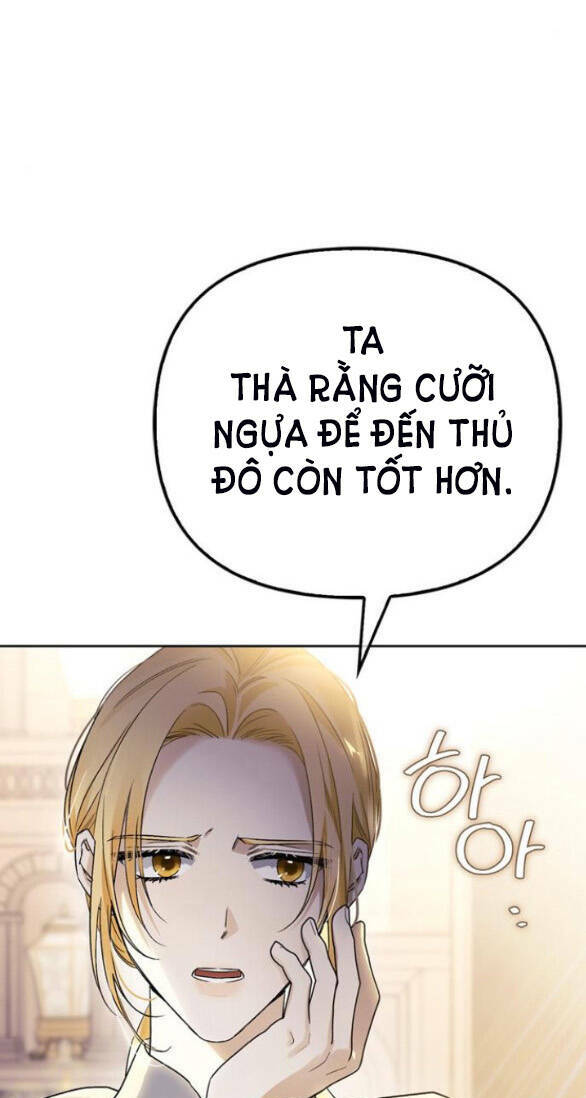 TA
THÀ RẰNG CƯỠI
NGỰA ĐỂ ĐẾN THỦ
ĐÔ CÒN TỐT HƠN.
하
아